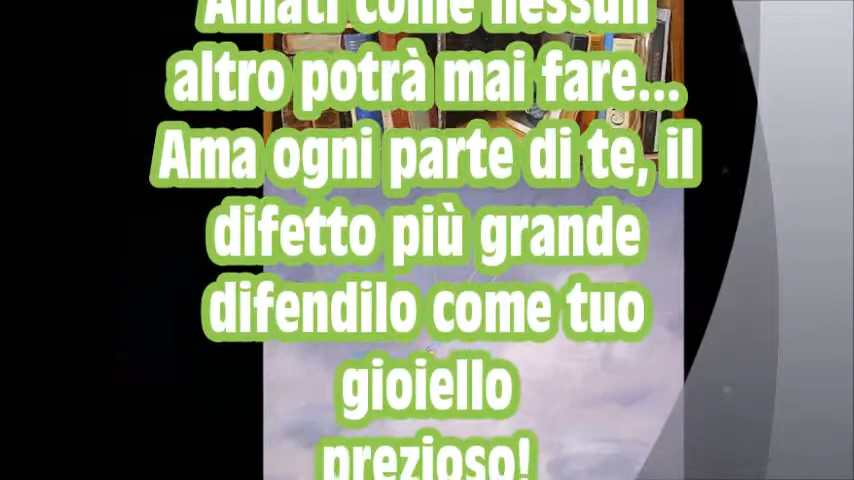 Amati come nessun
altro potrà mai fare...
Ama ogni parte di te, il
difetto più grande
difendilo come tuo
gioiello
prezioso!